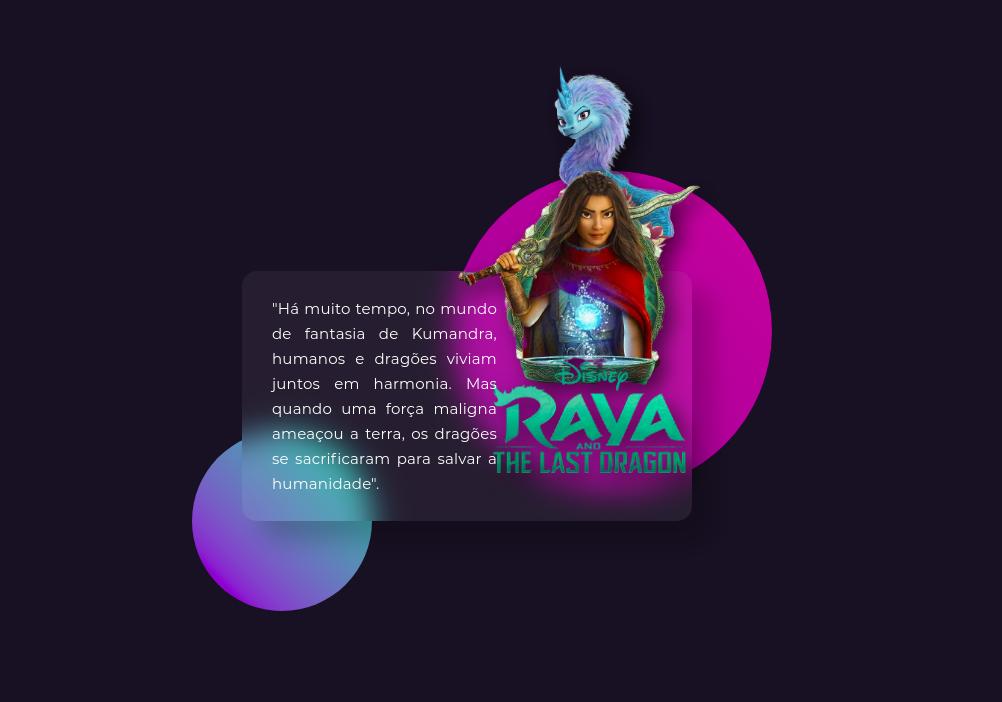 "Há muito tempo, no mundo
de fantasia de Kumandra,
humanos e dragões viviam
juntos em harmonia. Mas
quando uma força maligna
ameaçou a terra, os dragões
se sacrificaram para salvar a
humanidade".
DISNEY
RAYA
AND
THE LAST DRAGON